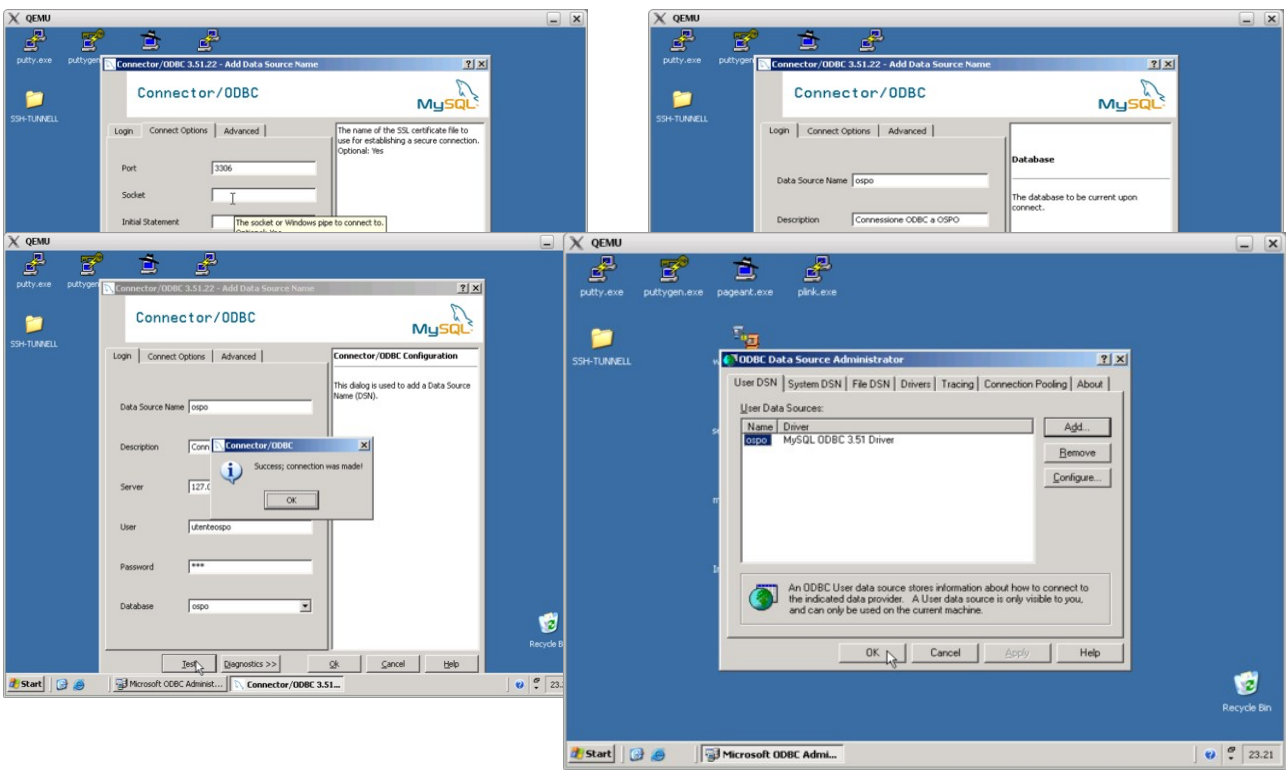 QEMU
putty.exe
puttygen
SSH-TUNNELL
Connector/ODBC 3.51.22 - Add Data Source Name
Connector/ODBC
MySQL
Login
Connect Options
Advanced
Port
3306
Socket
Initial Statement
The name of the SSL certificate file to
use for establishing a secure connection.
Optional: Yes
The socket or Windows pipe to connect to.
QEMU
putty.exe
puttygen
SSH-TUNNELL
Connector/ODBC 3.51.22 - Add Data Source Name
Connector/ODBC
MySQL
Login
Connect Options
Advanced
Data Source Name
ospo
Description
Connessione ODBC a OSPO
Database
The database to be current upon
connect.
QEMU
putty.exe
puttygen
SSH-TUNNELL
Connector/ODBC 3.51.22 - Add Data Source Name
Connector/ODBC
MySQL
Login
Connect Options
Advanced
Data Source Name
ospo
Description
Conn
Server
127.0
User
utenteospo
Password
***
Database
ospo
Connector/ODBC Configuration
This dialog is used to add a Data Source
Name (DSN).
Connector/ODBC
Success; connection was made!
OK
Test
Diagnostics >>
Ok
Cancel
Help
Recycle B
Start
Microsoft ODBC Administ...
Connector/ODBC 3.51...
23.
QEMU
putty.exe
puttygen.exe
pageant.exe
plink.exe
SSH-TUNNELL
ODBC Data Source Administrator
User DSN
System DSN
File DSN
Drivers
Tracing
Connection Pooling
About
User Data Sources:
Name
Driver
ospo
MySQL ODBC 3.51 Driver
Add...
Remove
Configure...
An ODBC User data source stores information about how to connect to
the indicated data provider. A User data source is only visible to you,
and can only be used on the current machine.
OK
Cancel
Apply
Help
Recycle Bin
Start
Microsoft ODBC Admi...
23.21